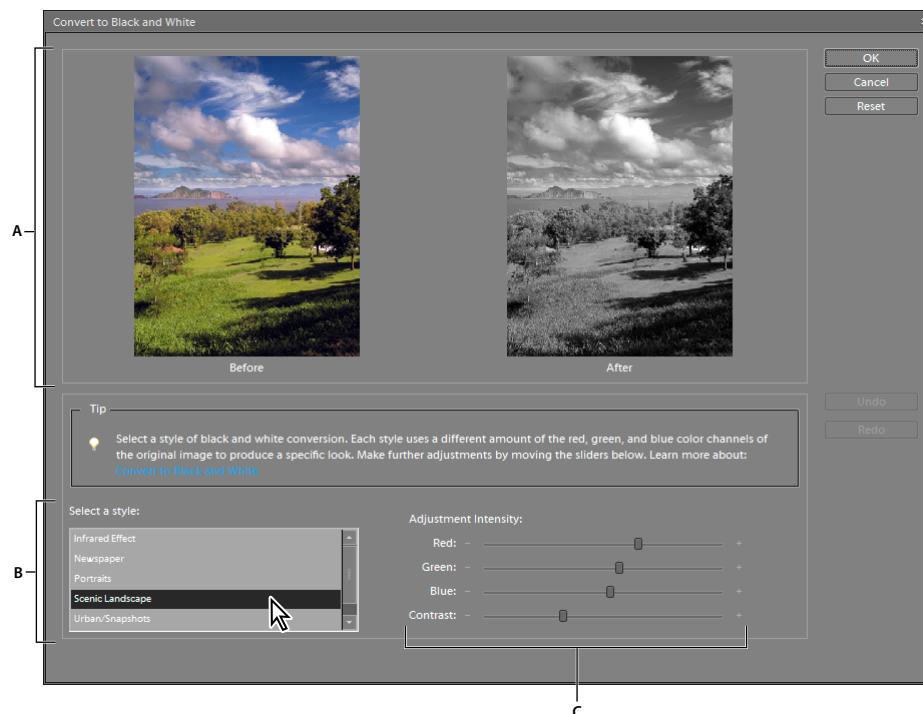 Convert to Black and White
OK
Cancel
Reset
A
Before
After
Undo
Redo
Tip
Select a style of black and white conversion. Each style uses a different amount of the red, green, and blue color channels of
the original image to produce a specific look. Make further adjustments by moving the sliders below. Learn more about:
Convert to Black and White
Select a style:
Infrared Effect
Newspaper
Portraits
Scenic Landscape
Urban/Snapshots
B
Adjustment Intensity:
Red: - +
Green: - +
Blue: - +
Contrast: - +
C